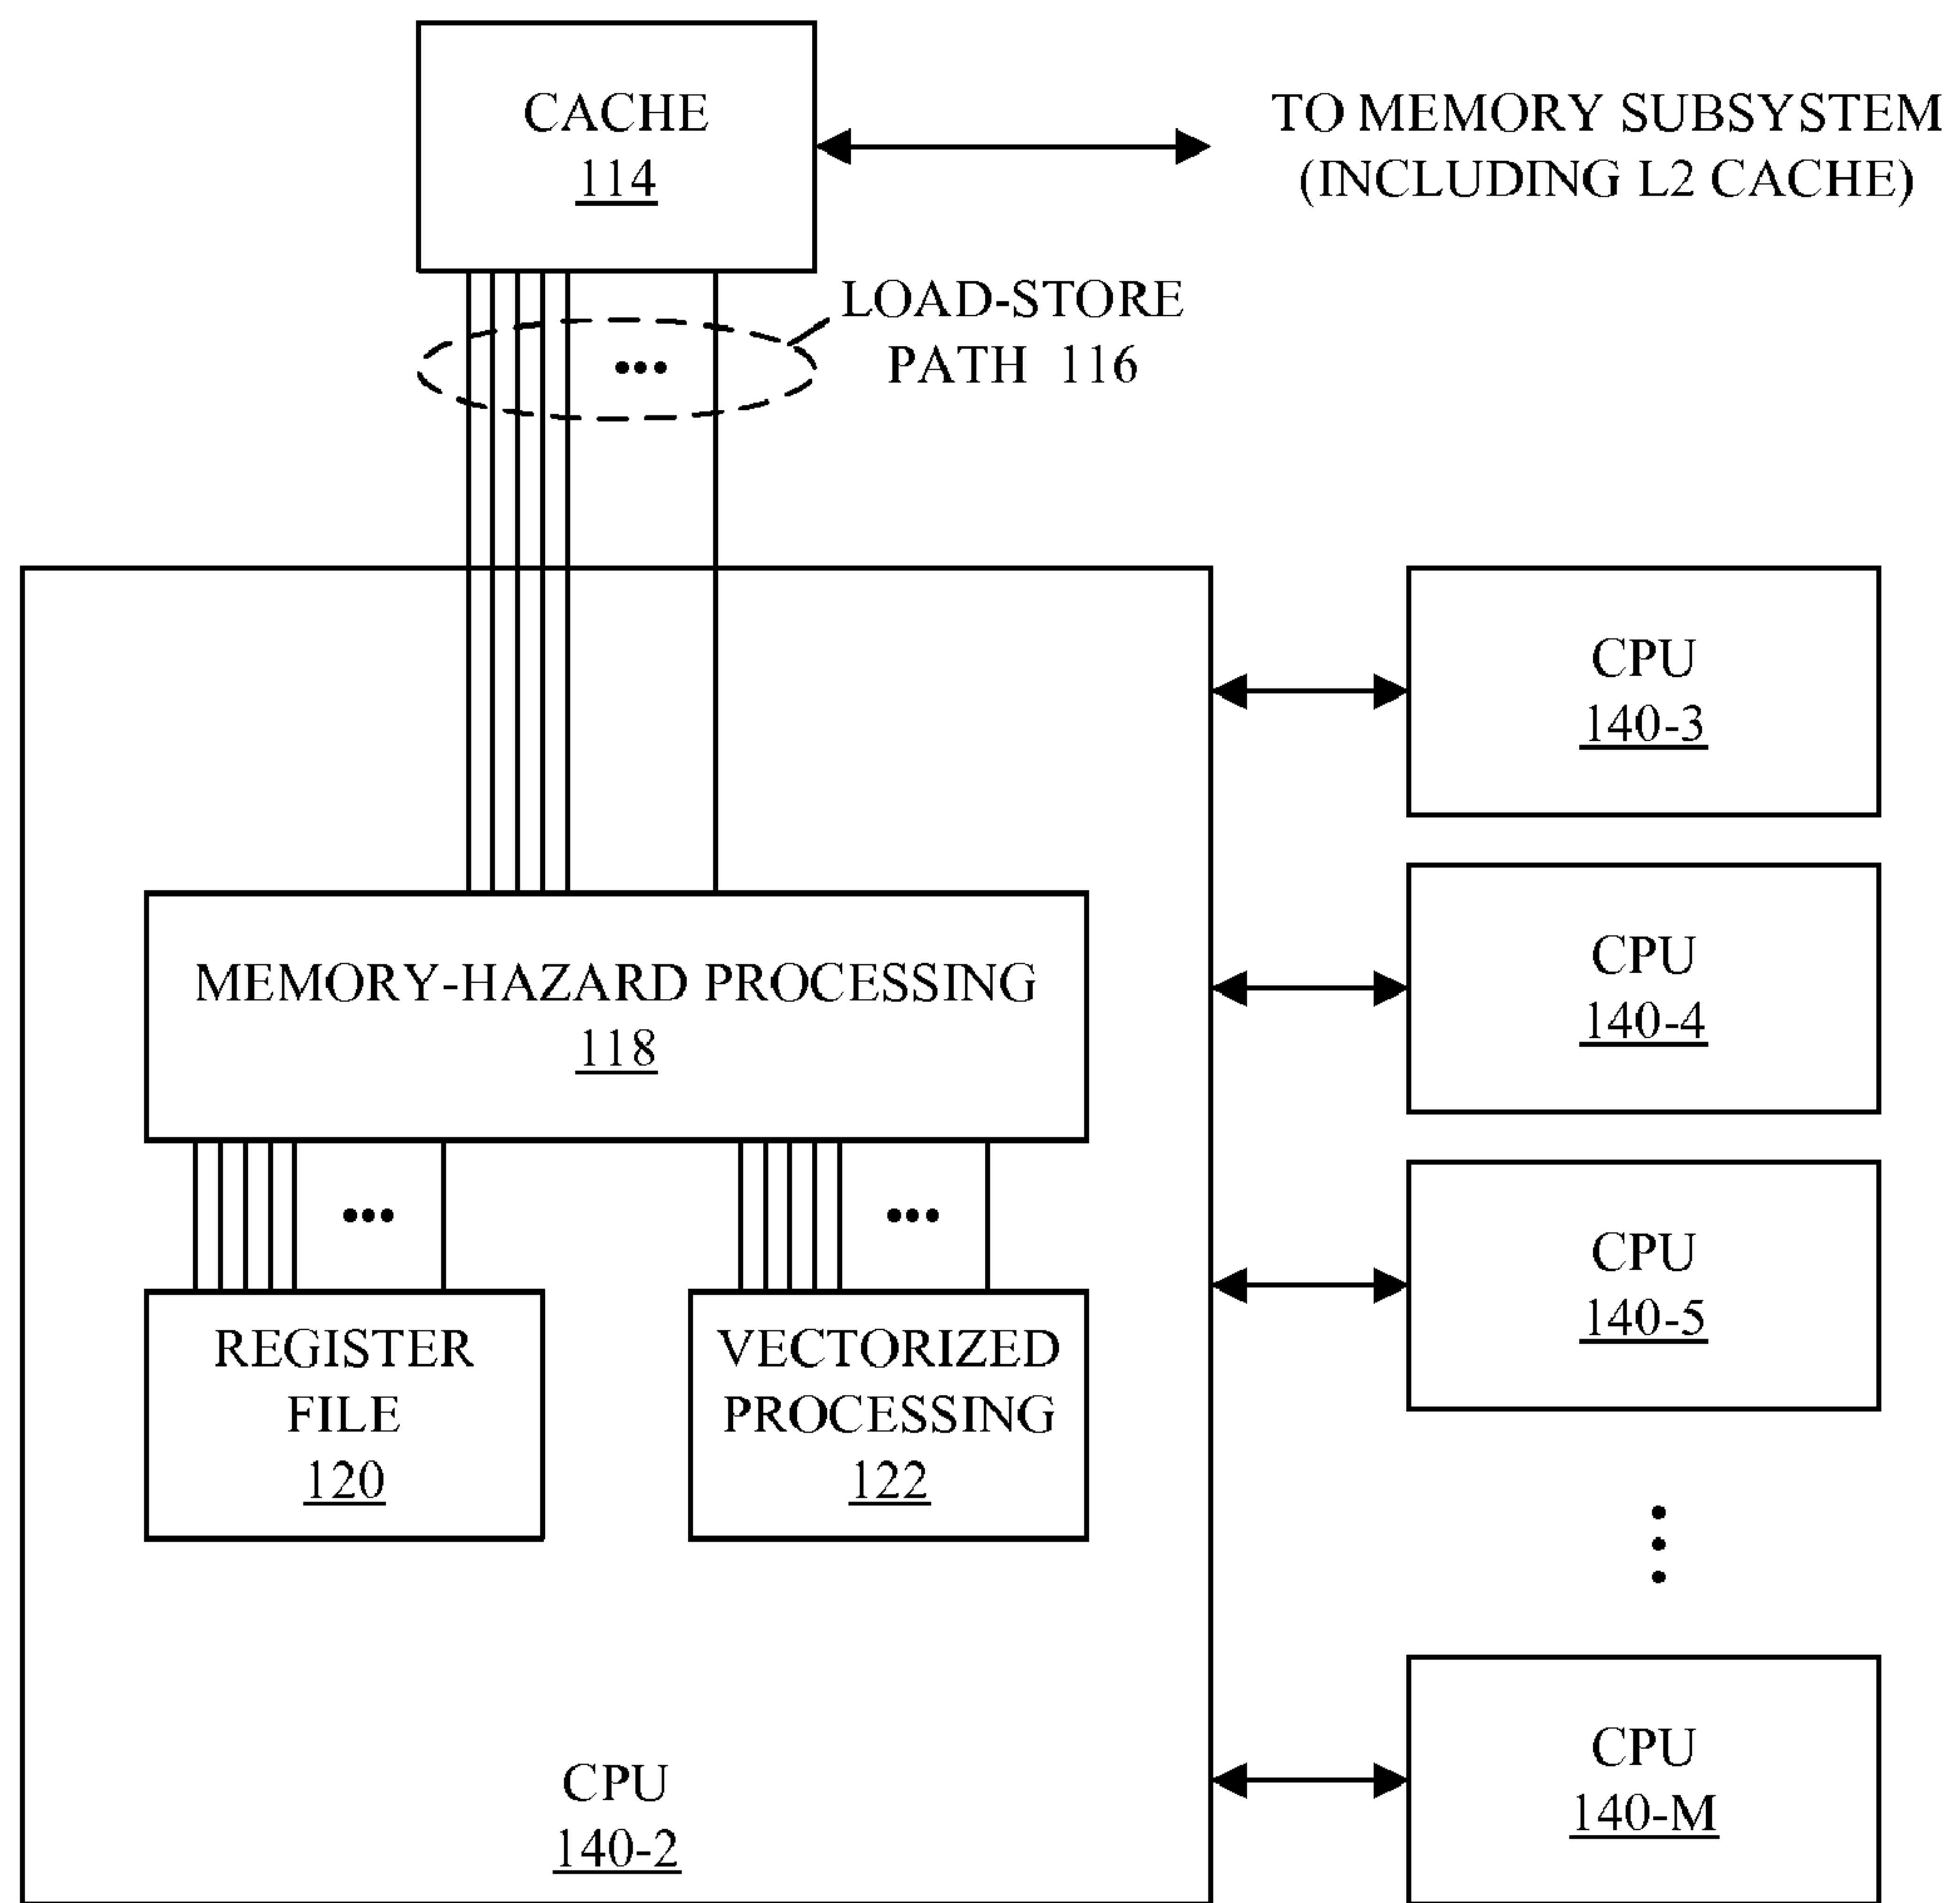 CACHE
114
TO MEMORY SUBSYSTEM
(INCLUDING L2 CACHE)
LOAD-STORE
PATH 116
•••
CPU
140-3
CPU
140-4
MEMORY-HAZARD PROCESSING
118
CPU
140-5
•••
•••
REGISTER
FILE
120
VECTORIZED
PROCESSING
122
CPU
140-M
CPU
140-2